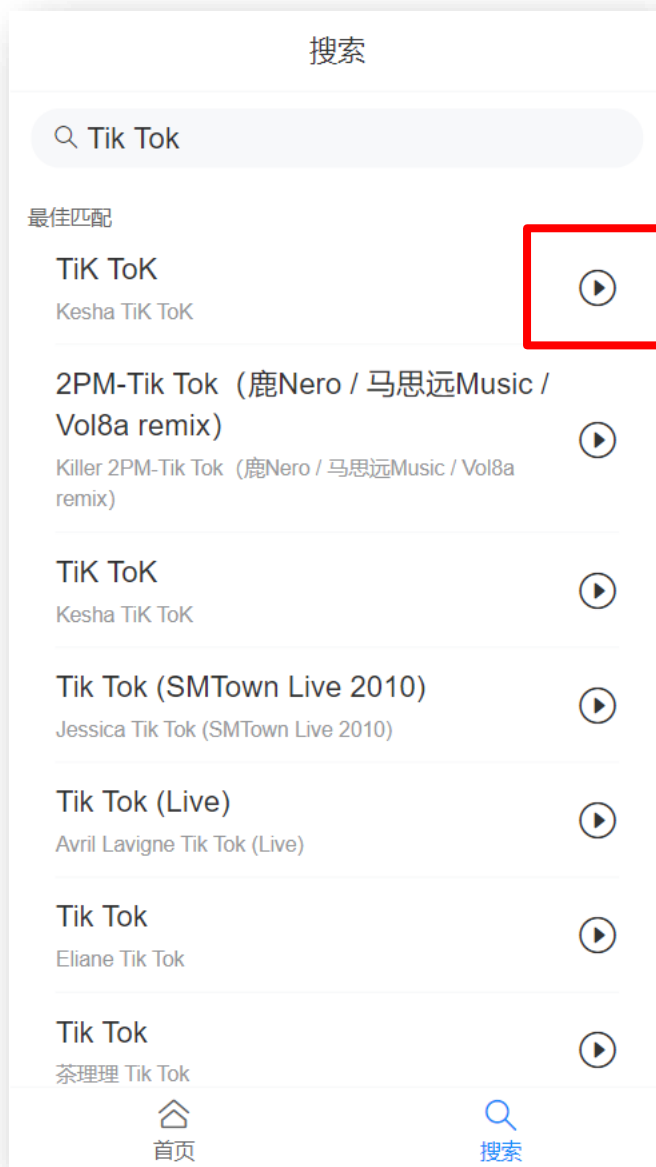 搜索
Tik Tok
最佳匹配
TiK ToK
Kesha TiK ToK
2PM-Tik Tok（鹿Nero / 马思远Music /
Vol8a remix）
Killer 2PM-Tik Tok（鹿Nero / 马思远Music / Vol8a
remix）
TiK ToK
Kesha TiK ToK
Tik Tok (SMTown Live 2010)
Jessica Tik Tok (SMTown Live 2010)
Tik Tok (Live)
Avril Lavigne Tik Tok (Live)
Tik Tok
Eliane Tik Tok
Tik Tok
茶理理 Tik Tok
首页
搜索